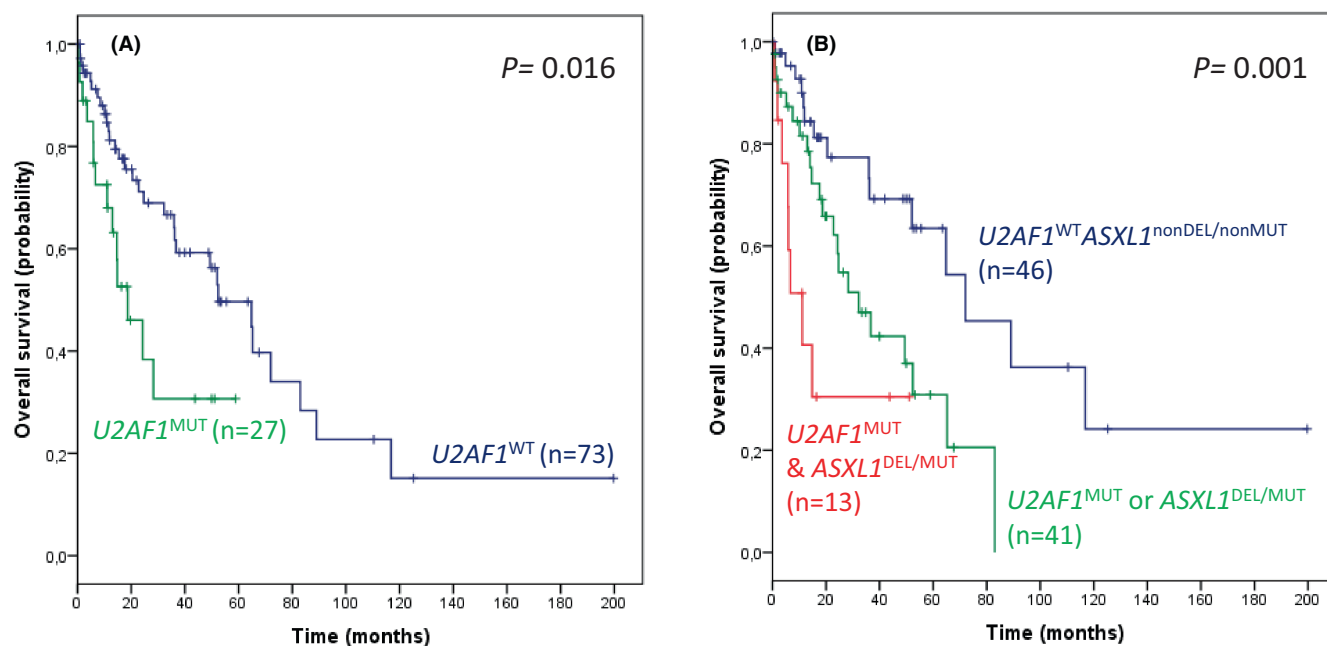 (A)
P= 0.016
Overall survival (probability)
1,0
0,8
0,6
0,4
0,2
0,0
U2AF1MUT (n=27)
U2AF1WT (n=73)
0 20 40 60 80 100 120 140 160 180 200
Time (months)
(B)
P= 0.001
Overall survival (probability)
1,0
0,8
0,6
0,4
0,2
0,0
U2AF1WT ASXL1nonDEL/nonMUT
(n=46)
U2AF1MUT
& ASXL1DEL/MUT
(n=13)
U2AF1MUT or ASXL1DEL/MUT
(n=41)
0 20 40 60 80 100 120 140 160 180 200
Time (months)